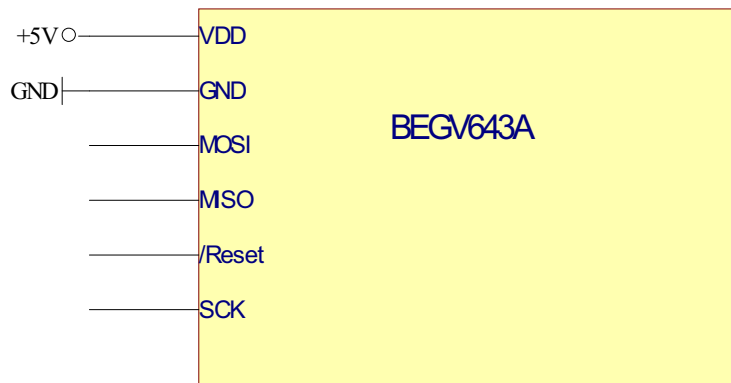 +5V VDD
GND GND
BEGV643A
MOSI
MISO
/Reset
SCK